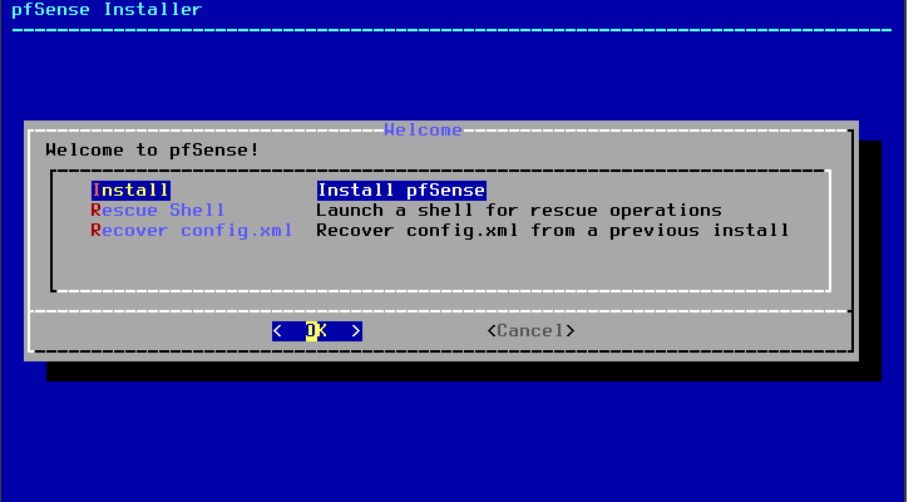 pfSense Installer
Welcome
Welcome to pfSense!
Install Install pfSense
Rescue Shell Launch a shell for rescue operations
Recover config.xml Recover config.xml from a previous install
< OK > <Cancel>